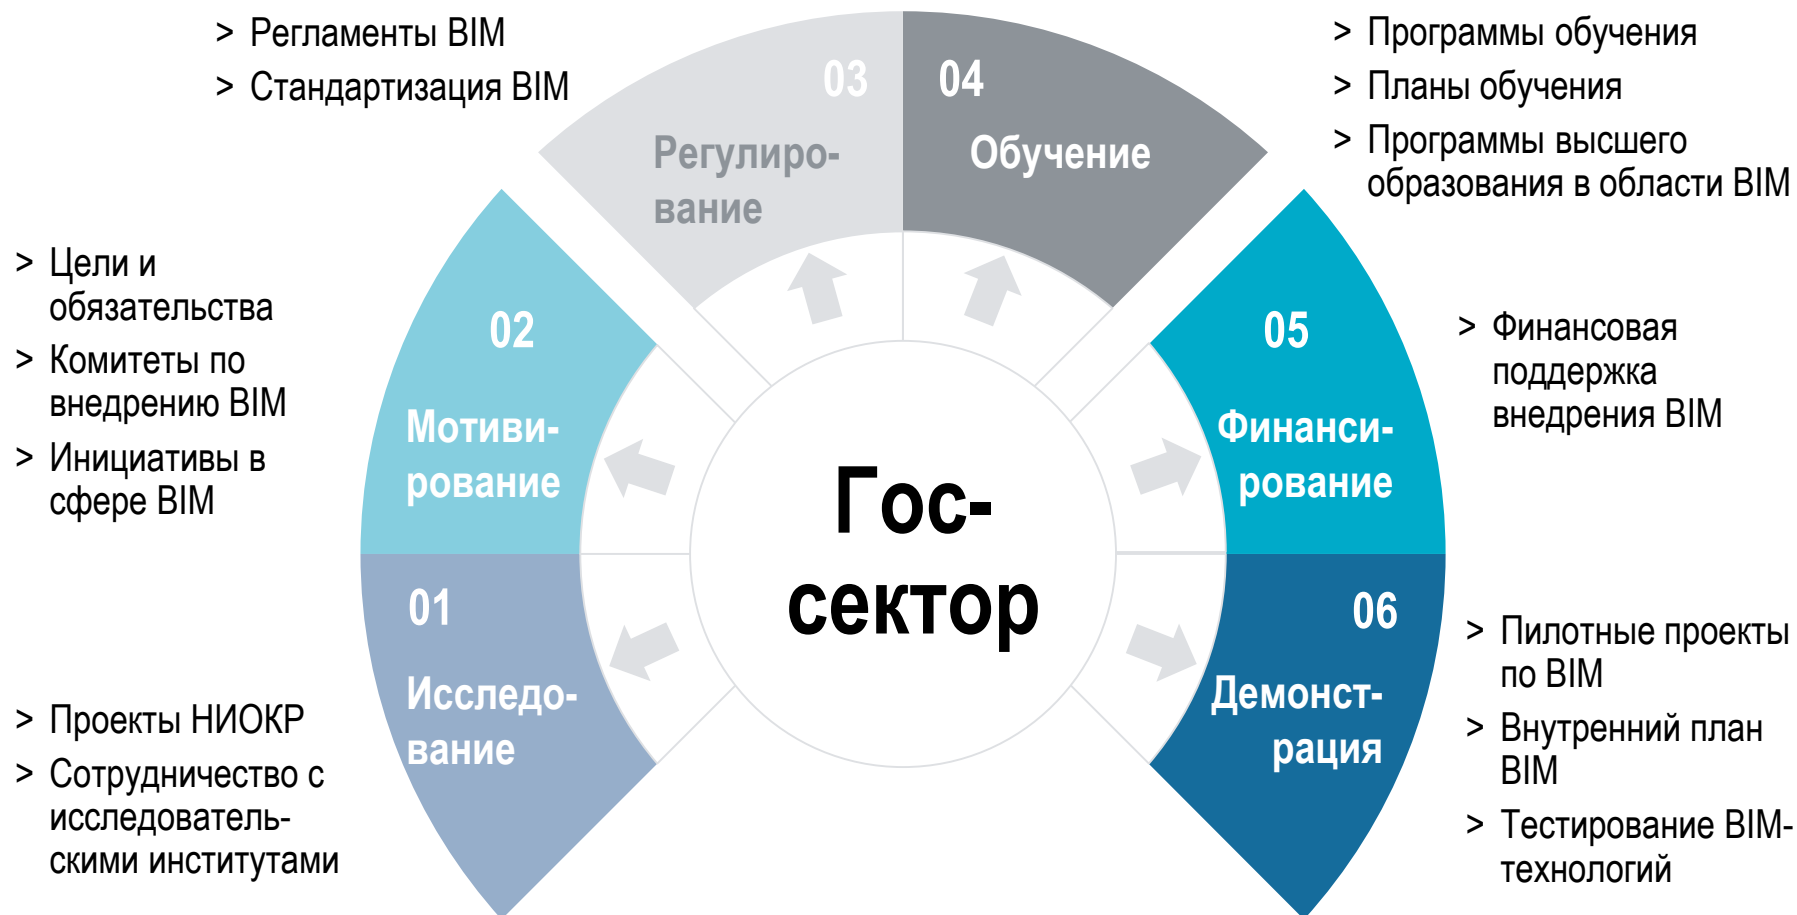 > Регламенты BIM
> Стандартизация BIM
03
Регулиро-
вание
04
Обучение
> Программы обучения
> Планы обучения
> Программы высшего
образования в области BIM
> Цели и
обязательства
> Комитеты по
внедрению BIM
> Инициативы в
сфере BIM
02
Мотиви-
рование
05
Финанси-
рование
> Финансовая
поддержка
внедрения BIM
Гос-
сектор
01
Исследо-
вание
> Проекты НИОКР
> Сотрудничество с
исследователь-
скими институтами
06
Демонст-
рация
> Пилотные проекты
по BIM
> Внутренний план
BIM
> Тестирование BIM-
технологий